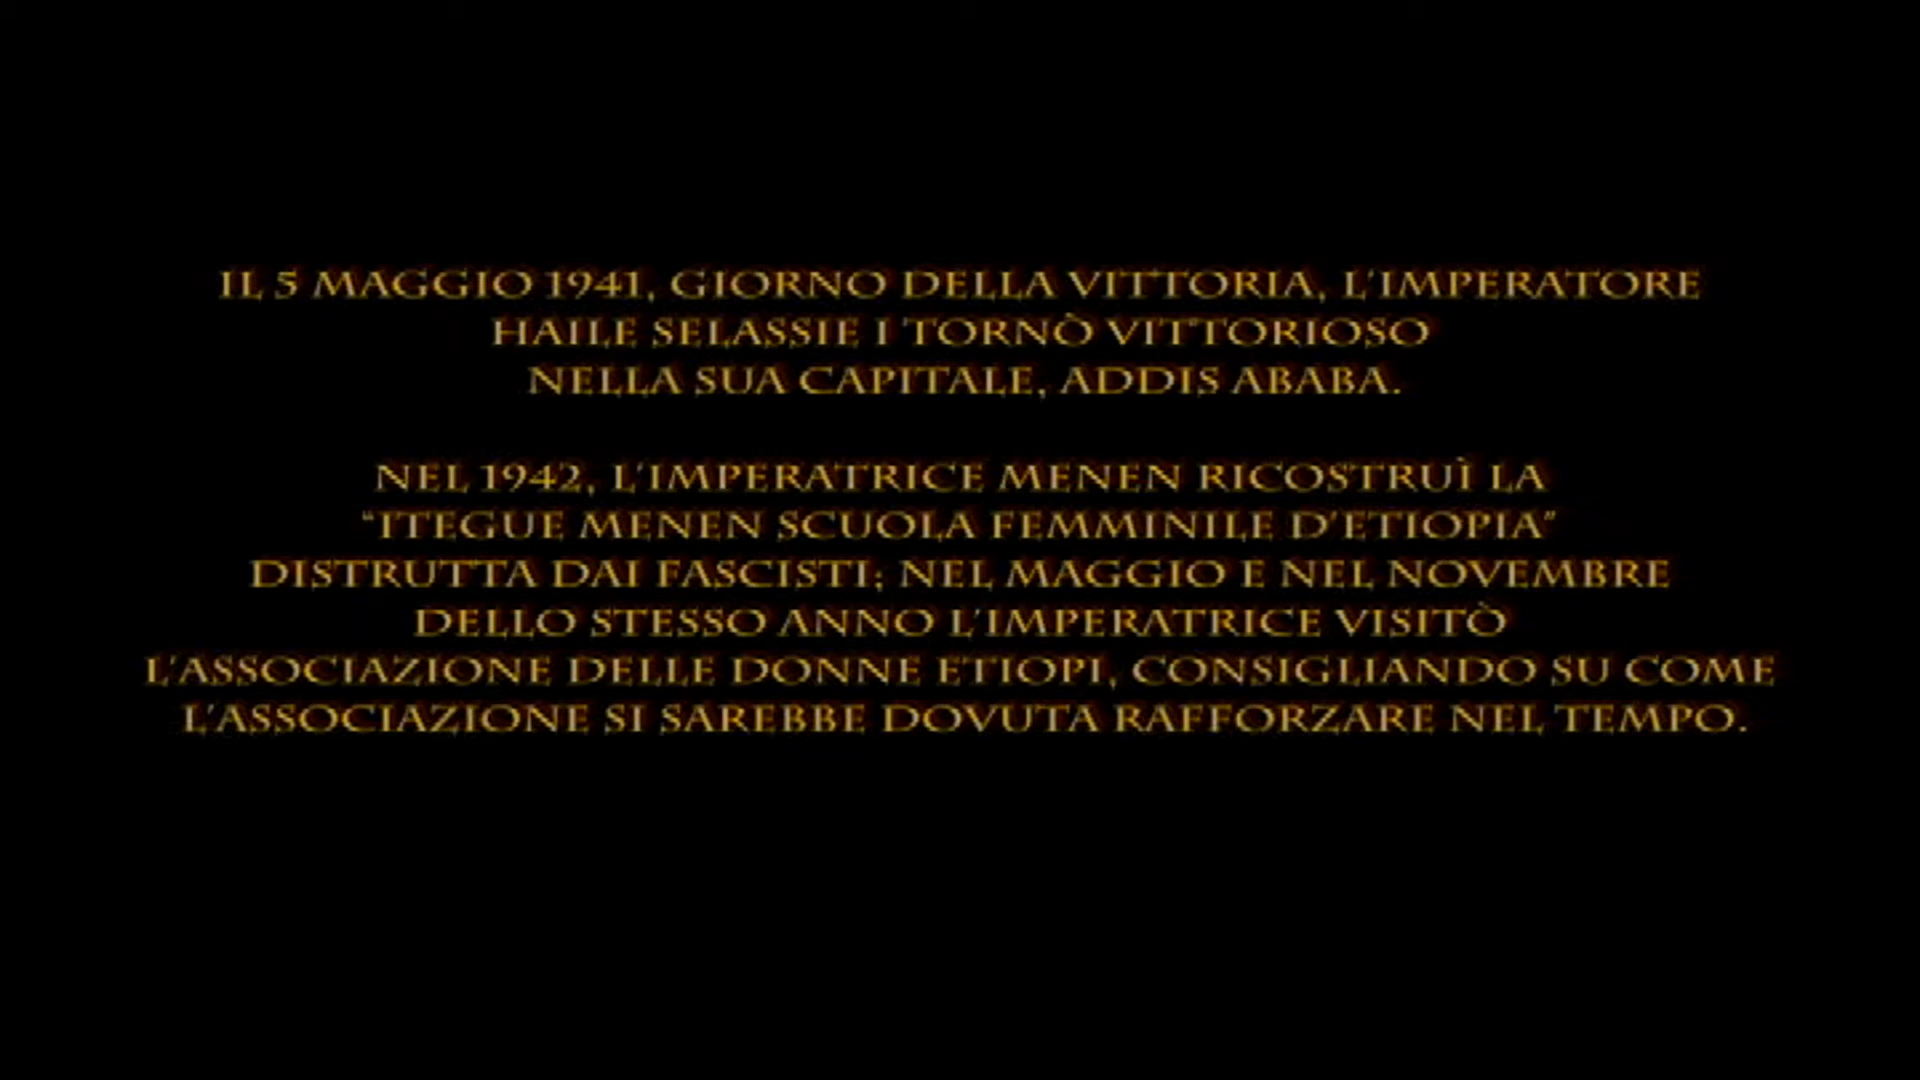 IL 5 MAGGIO 1941, GIORNO DELLA VITTORIA, L'IMPERATORE
HAILE SELASSIE I TORNÒ VITTORIOSO
NELLA SUA CAPITALE, ADDIS ABABA.
NEL 1942, L'IMPERATRICE MENEN RICOSTRUÌ LA
"ITEGUE MENEN SCUOLA FEMMINILE D'ETIOPIA"
DISTRUTTA DAI FASCISTI; NEL MAGGIO E NEL NOVEMBRE
DELLO STESSO ANNO L'IMPERATRICE VISITÒ
L'ASSOCIAZIONE DELLE DONNE ETIOPI, CONSIGLIANDO SU COME
L'ASSOCIAZIONE SI SAREBBE DOVUTA RAFFORZARE NEL TEMPO.